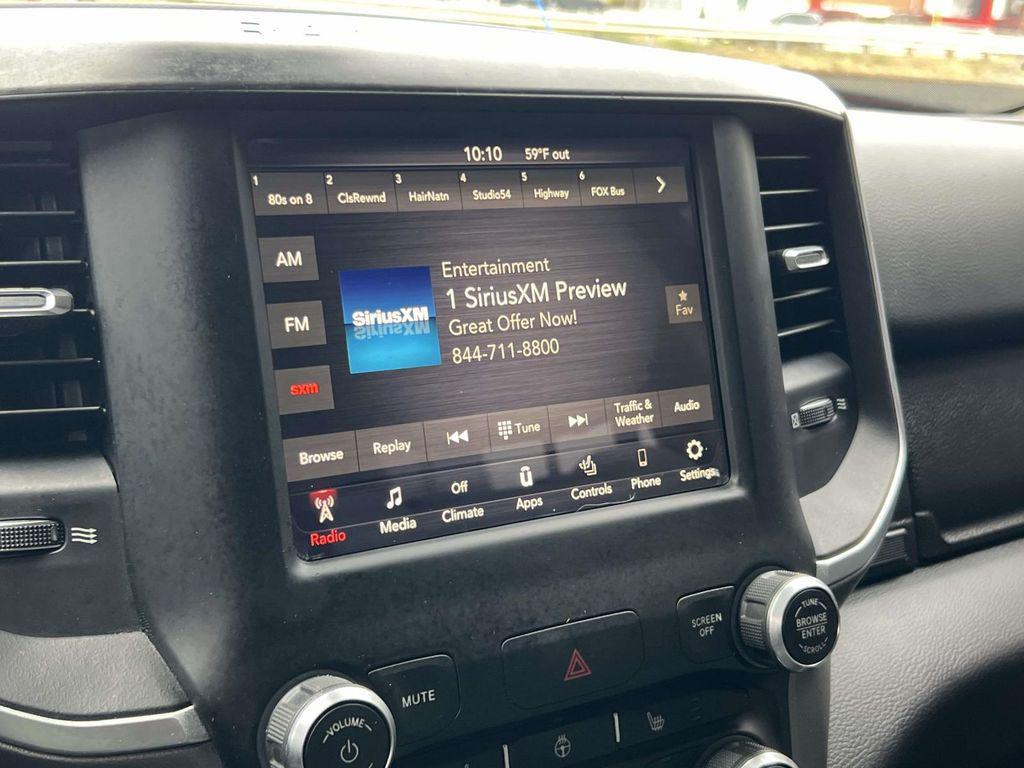 10:10 59°F out
1 80s on 8 2 ClsRewnd 3 HairNatn 4 Studio54 5 Highway 6 FOX Bus
AM
FM
sxm
SiriusXM
Entertainment
1 SiriusXM Preview
Great Offer Now!
844-711-8800
Fav
Browse Replay Tune Traffic & Weather Audio
Radio Media Off Climate Apps Controls Phone Settings
SCREEN OFF
TUNE
BROWSE
ENTER
SCROLL
MUTE
VOLUME